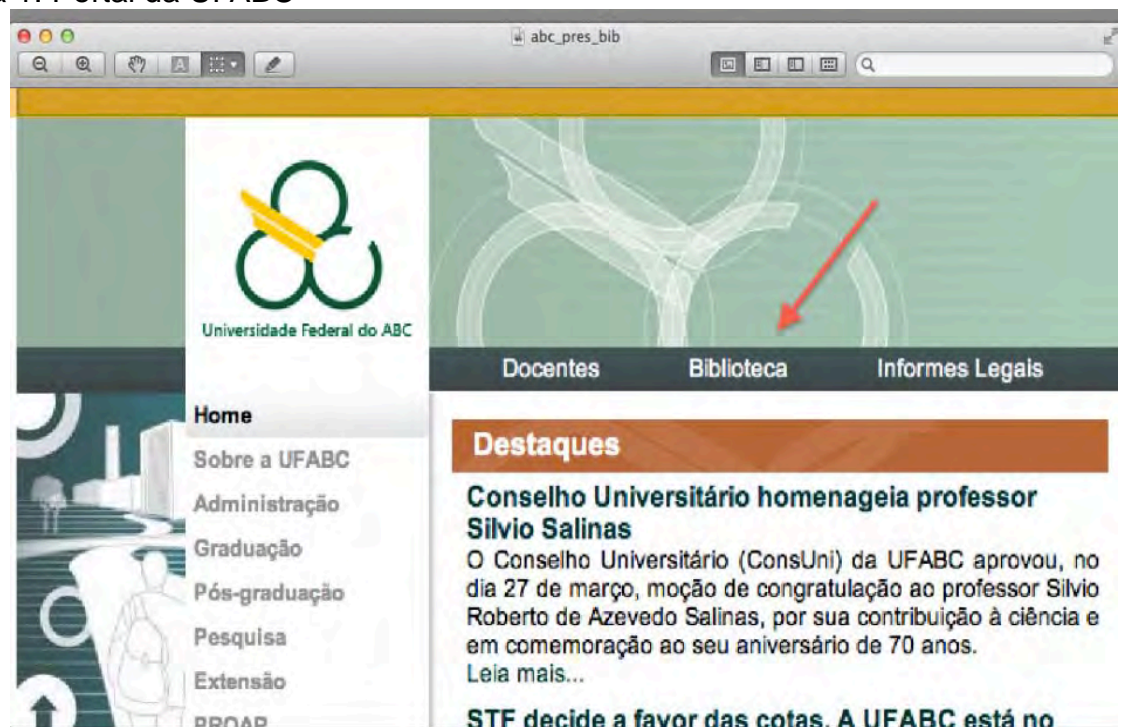 Portal da UFABC
abc_pres_bib
Universidade Federal do ABC
Docentes Biblioteca Informes Legais
Home
Sobre a UFABC
Administração
Graduação
Pós-graduação
Pesquisa
Extensão
PROAP
Destaques
Conselho Universitário homenageia professor
Silvio Salinas
O Conselho Universitário (ConsUni) da UFABC aprovou, no
dia 27 de março, moção de congratulação ao professor Silvio
Roberto de Azevedo Salinas, por sua contribuição à ciência e
em comemoração ao seu aniversário de 70 anos.
Leia mais...
STF decide a favor das cotas. A UFABC está no